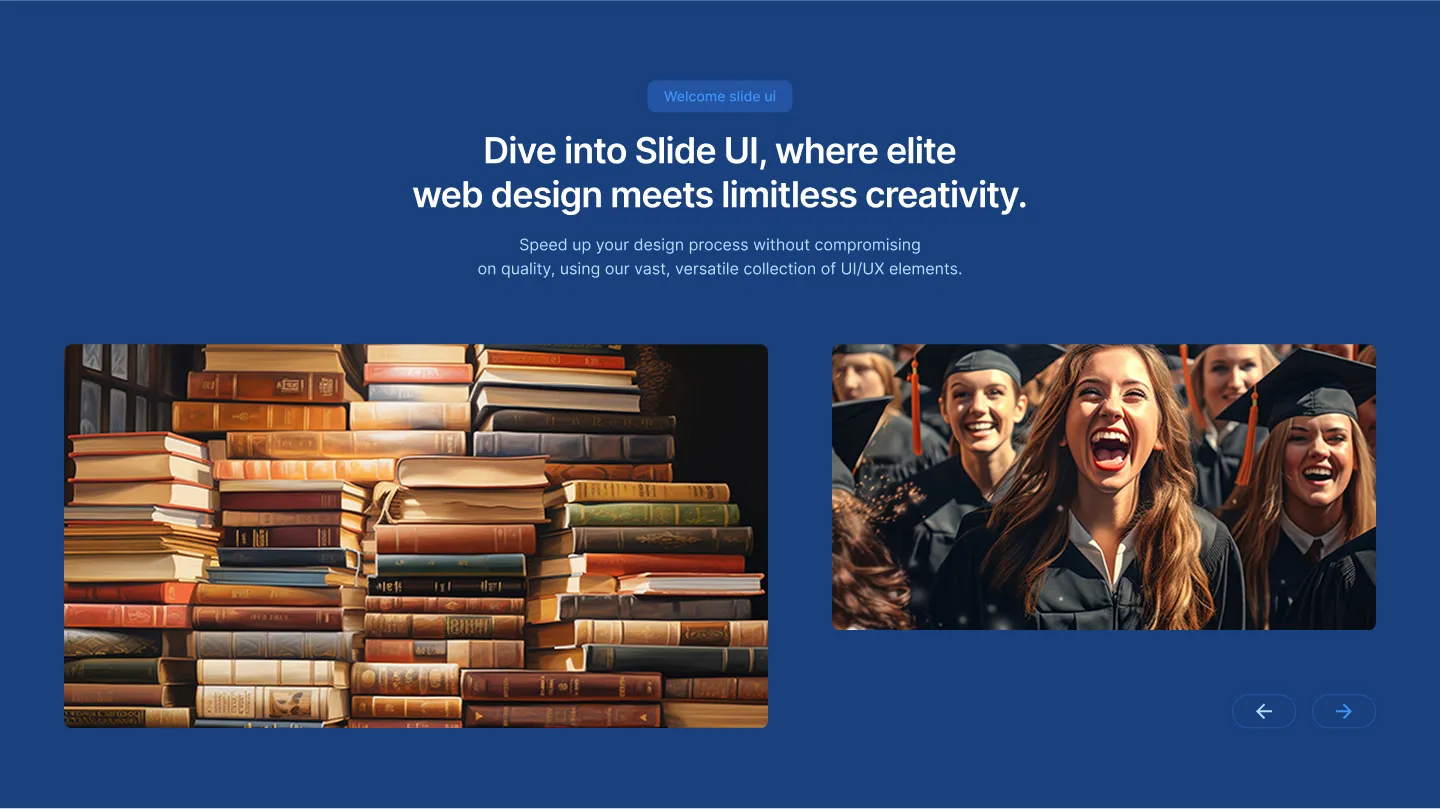 Welcome slide ui
Dive into Slide UI, where elite
web design meets limitless creativity.
Speed up your design process without compromising
on quality, using our vast, versatile collection of UI/UX elements.